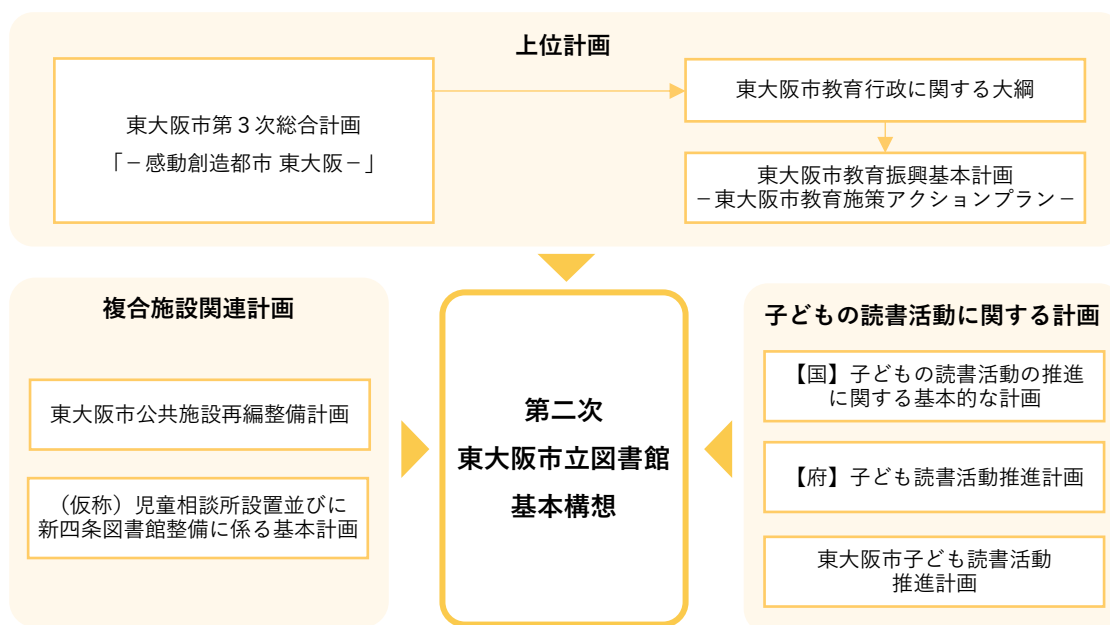 上位計画
東大阪市第3次総合計画
「－感動創造都市 東大阪－」
東大阪市教育行政に関する大綱
東大阪市教育振興基本計画
－東大阪市教育施策アクションプラン－
複合施設関連計画
東大阪市公共施設再編整備計画
（仮称）児童相談所設置並びに
新四条図書館整備に係る基本計画
第二次
東大阪市立図書館
基本構想
子どもの読書活動に関する計画
【国】子どもの読書活動の推進
に関する基本的な計画
【府】子ども読書活動推進計画
東大阪市子ども読書活動
推進計画